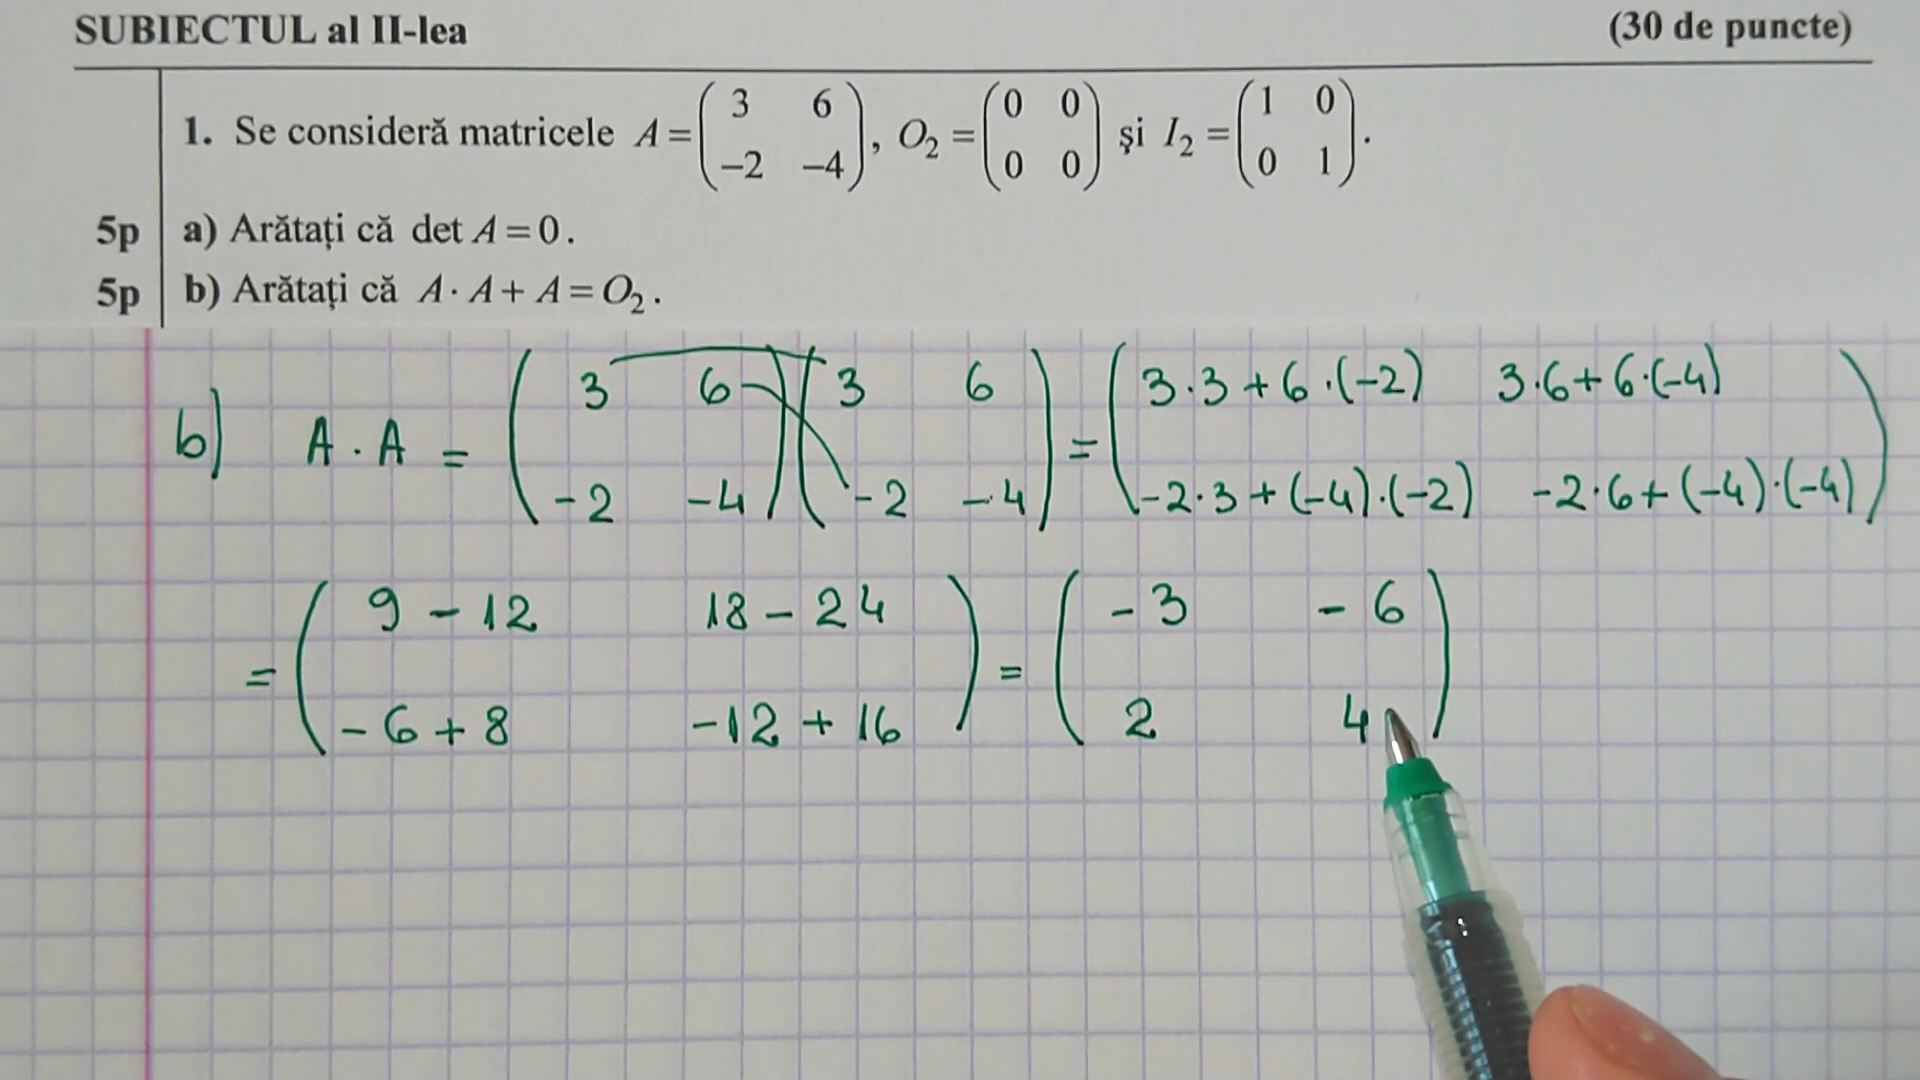 SUBIECTUL al II-lea (30 de puncte)
1. Se consideră matricele A = ( 3 6 ; −2 −4 ), O₂ = ( 0 0 ; 0 0 ) şi I₂ = ( 1 0 ; 0 1 ).
5p a) Arătați că det A = 0.
5p b) Arătați că A · A + A = O₂.
b) A · A = ( 3 6 ; -2 -4 ) ( 3 6 ; -2 -4 ) = ( 3·3 + 6·(-2) 3·6 + 6·(-4) ; -2·3 + (-4)·(-2) -2·6 + (-4)·(-4) )
= ( 9 - 12 18 - 24 ; -6 + 8 -12 + 16 ) = ( -3 -6 ; 2 4 )